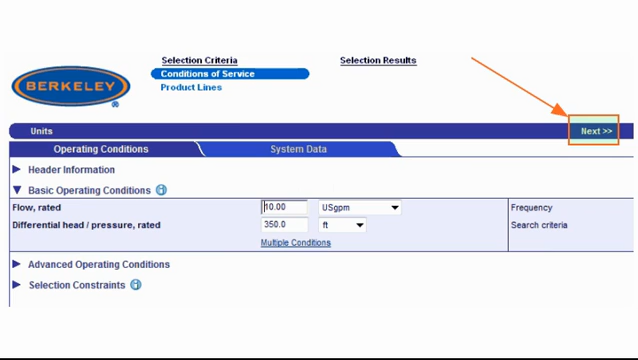 Selection Criteria
Selection Results
BERKELEY
®
Conditions of Service
Product Lines
Units
Next >>
Operating Conditions
System Data
Header Information
Basic Operating Conditions
Flow, rated
10.00
USgpm
Frequency
Differential head / pressure, rated
350.0
ft
Search criteria
Multiple Conditions
Advanced Operating Conditions
Selection Constraints